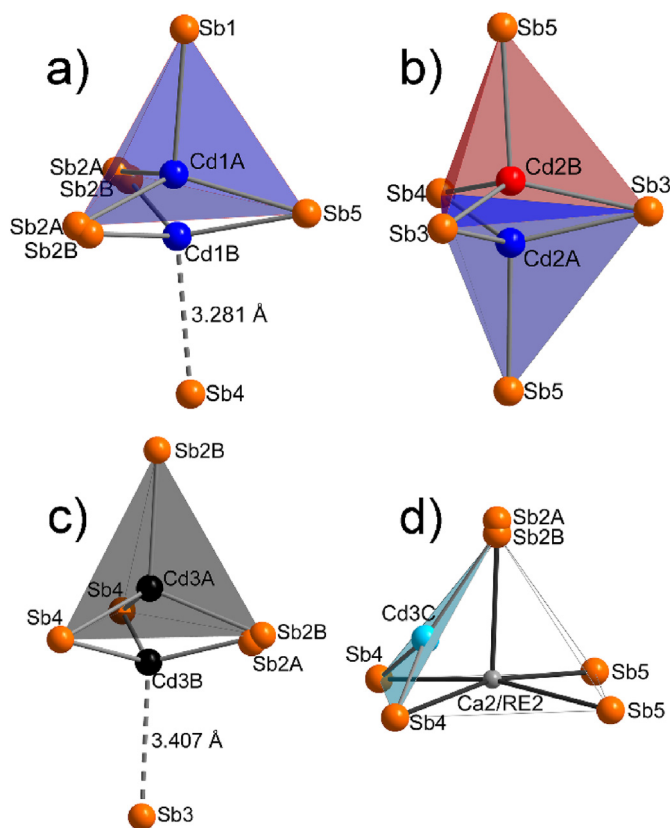 a)
Sb1
Sb2A
Sb2B
Cd1A
Sb2A
Sb2B
Sb5
Cd1B
3.281 Å
Sb4
b)
Sb5
Cd2B
Sb4
Sb3
Sb3
Cd2A
Sb5
c)
Sb2B
Sb4
Cd3A
Sb4
Sb2B
Sb2A
Cd3B
3.407 Å
Sb3
d)
Sb2A
Sb2B
Cd3C
Sb4
Sb5
Ca2/RE2
Sb4
Sb5